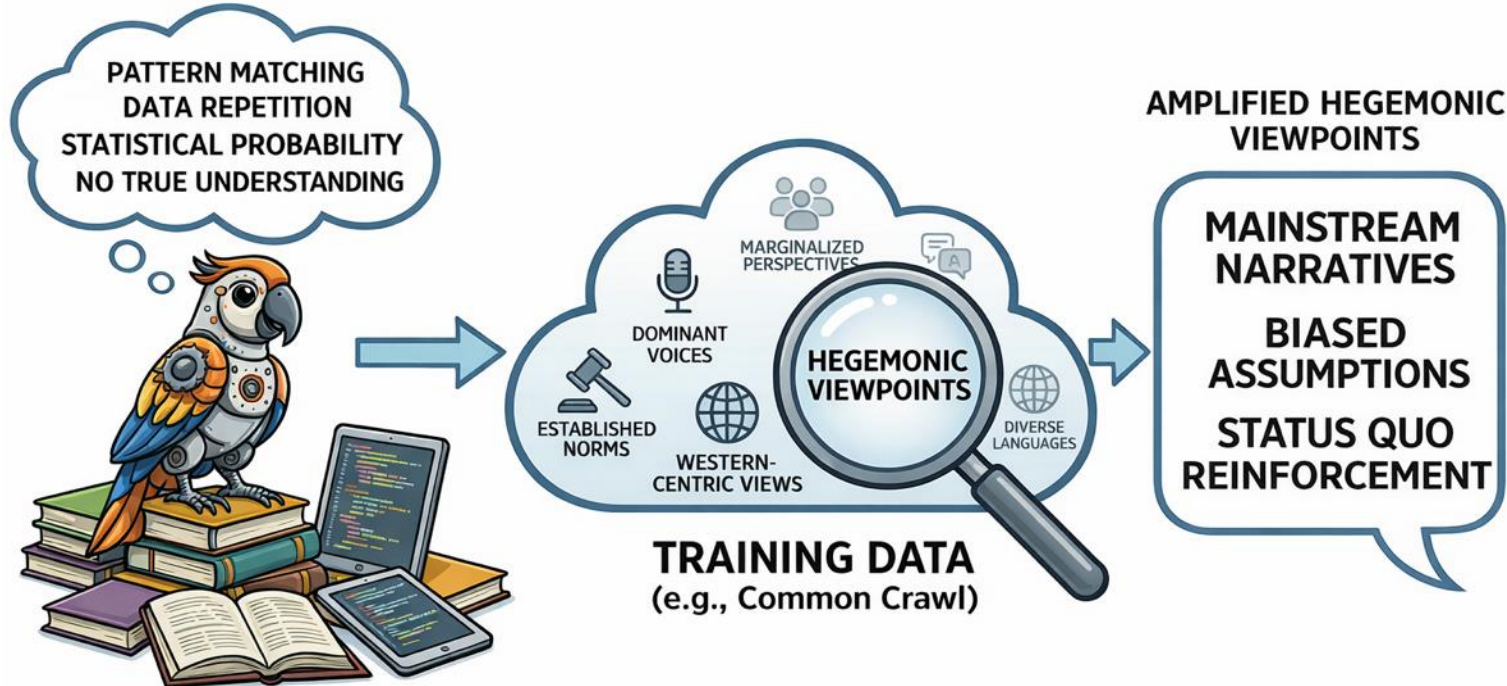 PATTERN MATCHING
DATA REPETITION
STATISTICAL PROBABILITY
NO TRUE UNDERSTANDING
MARGINALIZED
PERSPECTIVES
A
DOMINANT
VOICES
HEGEMONIC
VIEWPOINTS
ESTABLISHED
NORMS
WESTERN-
CENTRIC VIEWS
DIVERSE
LANGUAGES
TRAINING DATA
(e.g., Common Crawl)
AMPLIFIED HEGEMONIC
VIEWPOINTS
MAINSTREAM
NARRATIVES
BIASED
ASSUMPTIONS
STATUS QUO
REINFORCEMENT